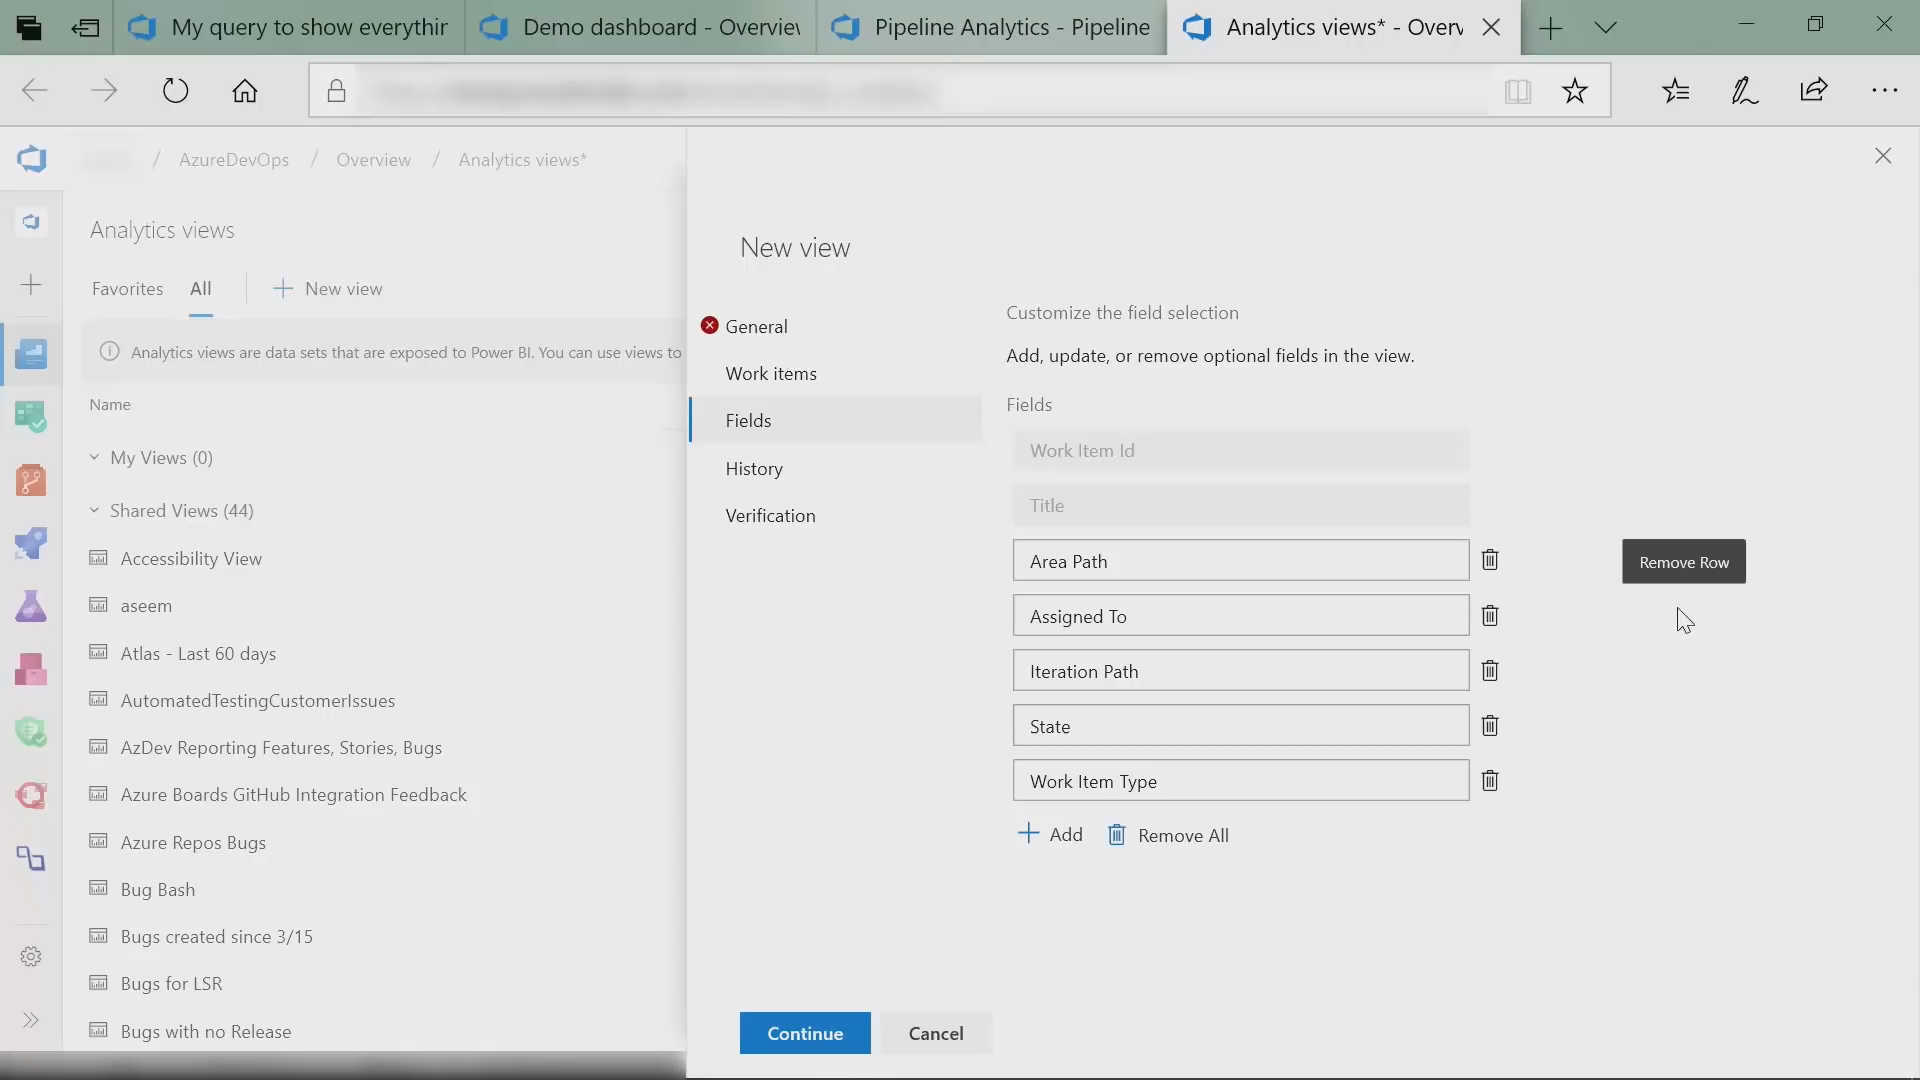 My query to show everythir
Demo dashboard - Overvie
Pipeline Analytics - Pipeline
Analytics views* - Overv
/ AzureDevOps / Overview / Analytics views*
Analytics views
Favorites All New view
Analytics views are data sets that are exposed to Power BI. You can use views to
Name
My Views (0)
Shared Views (44)
Accessibility View
aseem
Atlas - Last 60 days
AutomatedTestingCustomerIssues
AzDev Reporting Features, Stories, Bugs
Azure Boards GitHub Integration Feedback
Azure Repos Bugs
Bug Bash
Bugs created since 3/15
Bugs for LSR
Bugs with no Release
New view
General
Work items
Fields
History
Verification
Customize the field selection
Add, update, or remove optional fields in the view.
Fields
Work Item Id
Title
Area Path
Assigned To
Iteration Path
State
Work Item Type
Add Remove All
Remove Row
Continue Cancel